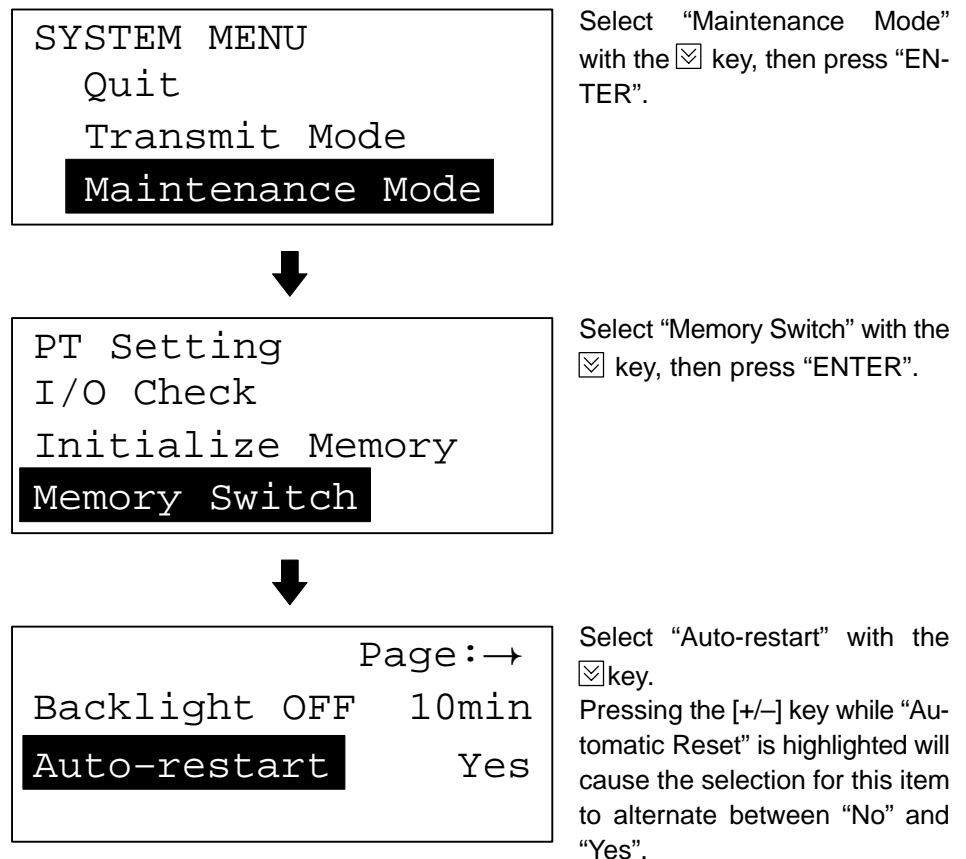 SYSTEM MENU
Quit
Transmit Mode
Maintenance Mode
Select “Maintenance Mode”
with the key, then press “EN-
TER”.
PT Setting
I/O Check
Initialize Memory
Memory Switch
Select “Memory Switch” with the
key, then press “ENTER”.
Page:→
Backlight OFF 10min
Auto–restart Yes
Select “Auto-restart” with the
key.
Pressing the [+/–] key while “Au-
tomatic Reset” is highlighted will
cause the selection for this item
to alternate between “No” and
“Yes”.